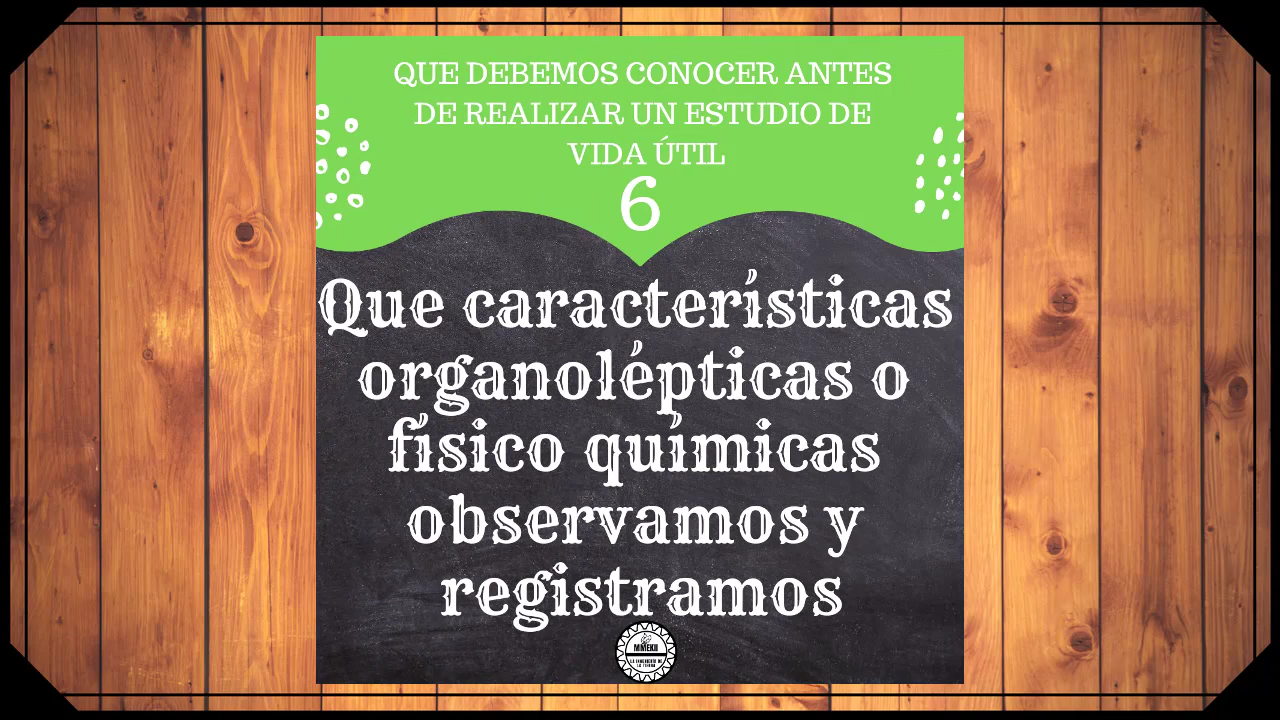 QUE DEBEMOS CONOCER ANTES
DE REALIZAR UN ESTUDIO DE
VIDA ÚTIL
6
Que características
organolépticas o
físico químicas
observamos y
registramos